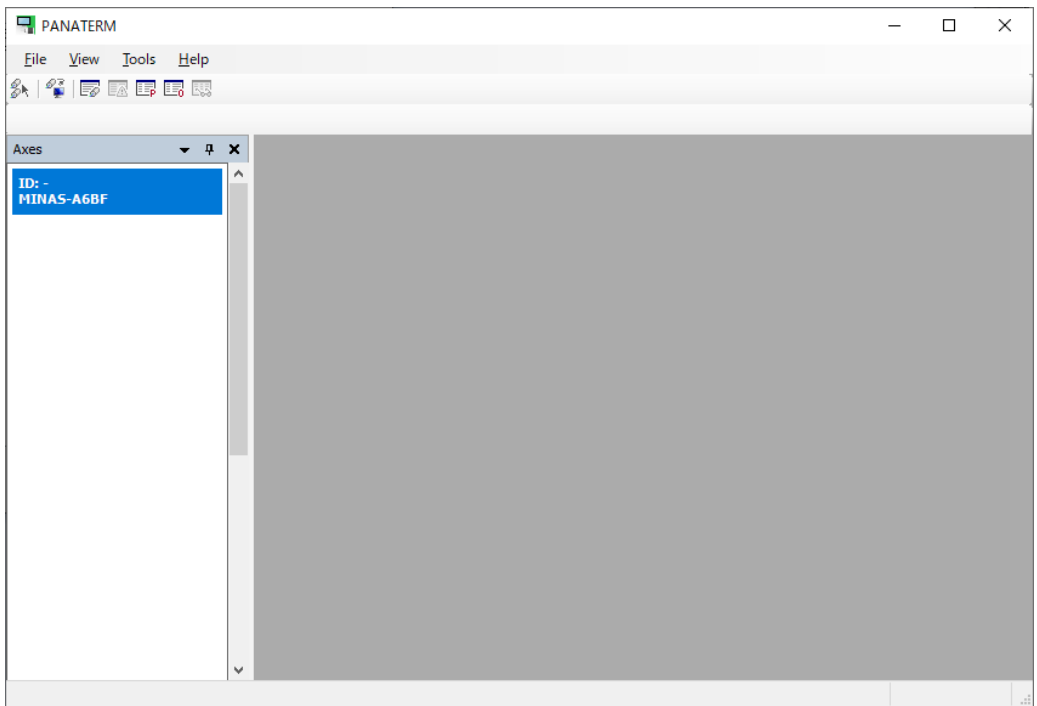 PANATERM
File View Tools Help
Axes
ID: -
MINAS-A6BF